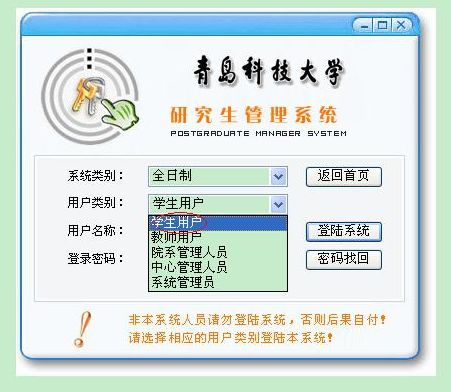 青岛科技大学
研究生管理系统
POSTGRADUATE MANAGER SYSTEM
系统类别： 全日制 返回首页
用户类别： 学生用户
学生用户
用户名称： 教师用户 登陆系统
院系管理人员
登录密码： 中心管理人员 密码找回
系统管理员
非本系统人员请勿登陆系统，否则后果自付！
请选择相应的用户类别登陆本系统！